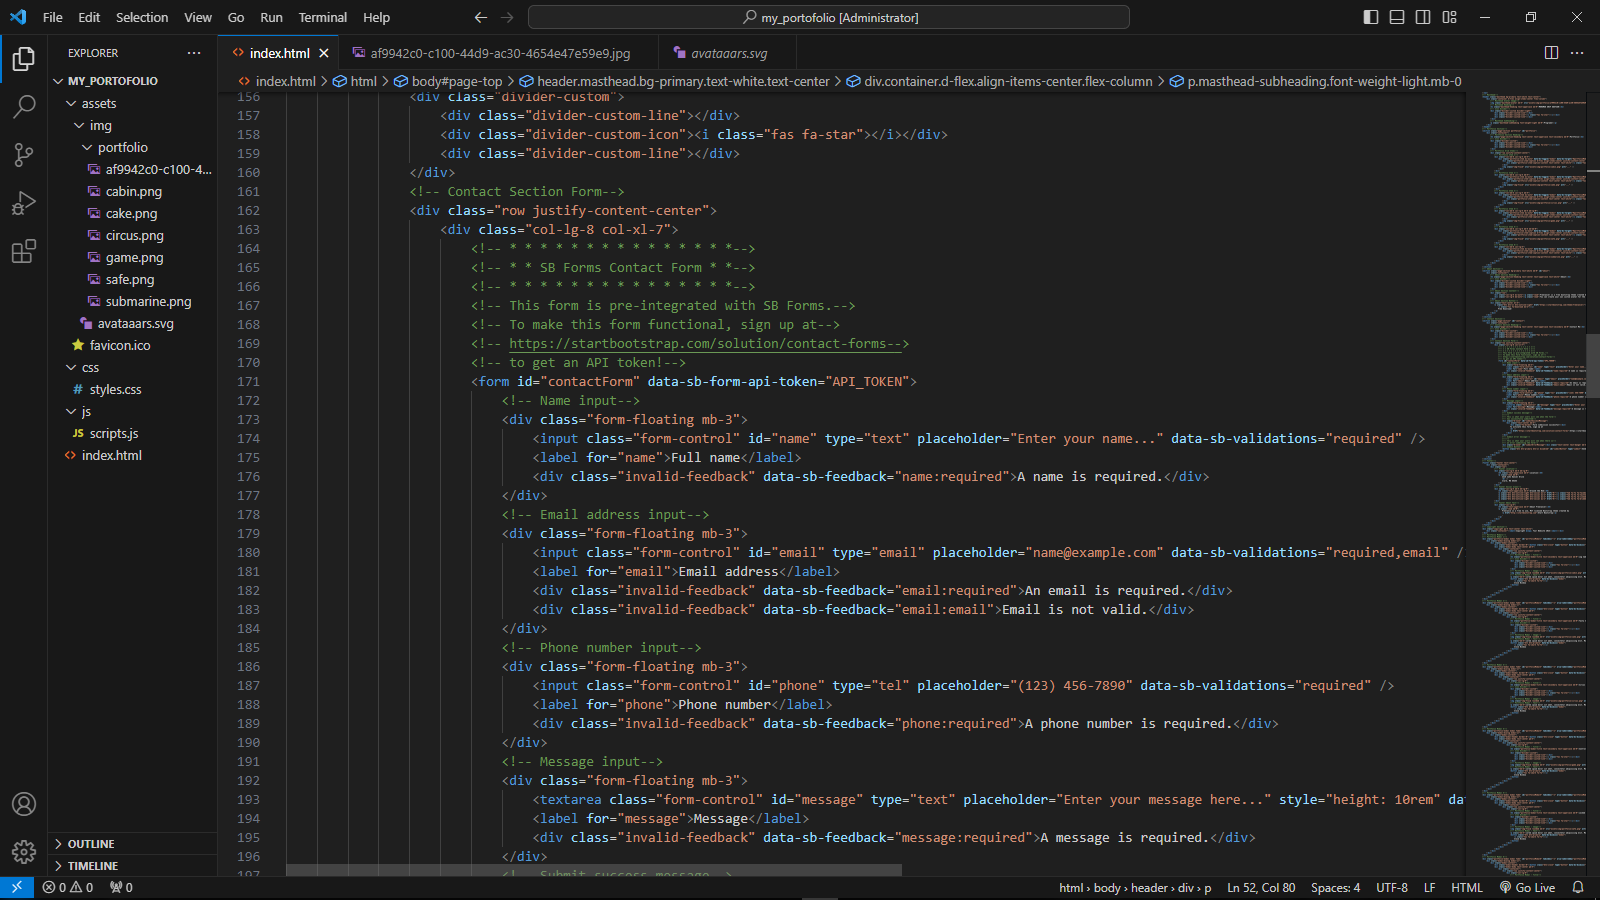 File Edit Selection View Go Run Terminal Help
my_portofolio [Administrator]
EXPLORER
MY_PORTOFOLIO
assets
img
portfolio
af9942c0-c100-4...
cabin.png
cake.png
circus.png
game.png
safe.png
submarine.png
avataaars.svg
favicon.ico
css
# styles.css
js
JS scripts.js
<> index.html
OUTLINE
TIMELINE
<> index.html
af9942c0-c100-44d9-ac30-4654e47e59e9.jpg
avataaars.svg
<> index.html > html > body#page-top > header.masthead.bg-primary.text-white.text-center > div.container.d-flex.align-items-center.flex-column > p.masthead-subheading.font-weight-light.mb-0
156 <div class="divider-custom">
157 <div class="divider-custom-line"></div>
158 <div class="divider-custom-icon"><i class="fas fa-star"></i></div>
159 <div class="divider-custom-line"></div>
160 </div>
161 <!-- Contact Section Form-->
162 <div class="row justify-content-center">
163 <div class="col-lg-8 col-xl-7">
164 <!-- * * * * * * * * * * * * * * *-->
165 <!-- * * SB Forms Contact Form * *-->
166 <!-- * * * * * * * * * * * * * * *-->
167 <!-- This form is pre-integrated with SB Forms.-->
168 <!-- To make this form functional, sign up at-->
169 <!-- https://startbootstrap.com/solution/contact-forms-->
170 <!-- to get an API token!-->
171 <form id="contactForm" data-sb-form-api-token="API_TOKEN">
172 <!-- Name input-->
173 <div class="form-floating mb-3">
174 <input class="form-control" id="name" type="text" placeholder="Enter your name..." data-sb-validations="required" />
175 <label for="name">Full name</label>
176 <div class="invalid-feedback" data-sb-feedback="name:required">A name is required.</div>
177 </div>
178 <!-- Email address input-->
179 <div class="form-floating mb-3">
180 <input class="form-control" id="email" type="email" placeholder="name@example.com" data-sb-validations="required,email" /
181 <label for="email">Email address</label>
182 <div class="invalid-feedback" data-sb-feedback="email:required">An email is required.</div>
183 <div class="invalid-feedback" data-sb-feedback="email:email">Email is not valid.</div>
184 </div>
185 <!-- Phone number input-->
186 <div class="form-floating mb-3">
187 <input class="form-control" id="phone" type="tel" placeholder="(123) 456-7890" data-sb-validations="required" />
188 <label for="phone">Phone number</label>
189 <div class="invalid-feedback" data-sb-feedback="phone:required">A phone number is required.</div>
190 </div>
191 <!-- Message input-->
192 <div class="form-floating mb-3">
193 <textarea class="form-control" id="message" type="text" placeholder="Enter your message here..." style="height: 10rem" da
194 <label for="message">Message</label>
195 <div class="invalid-feedback" data-sb-feedback="message:required">A message is required.</div>
196 </div>
197 <!-- Submit success message-->
0 0 0
html > body > header > div > p Ln 52, Col 80 Spaces: 4 UTF-8 LF HTML Go Live